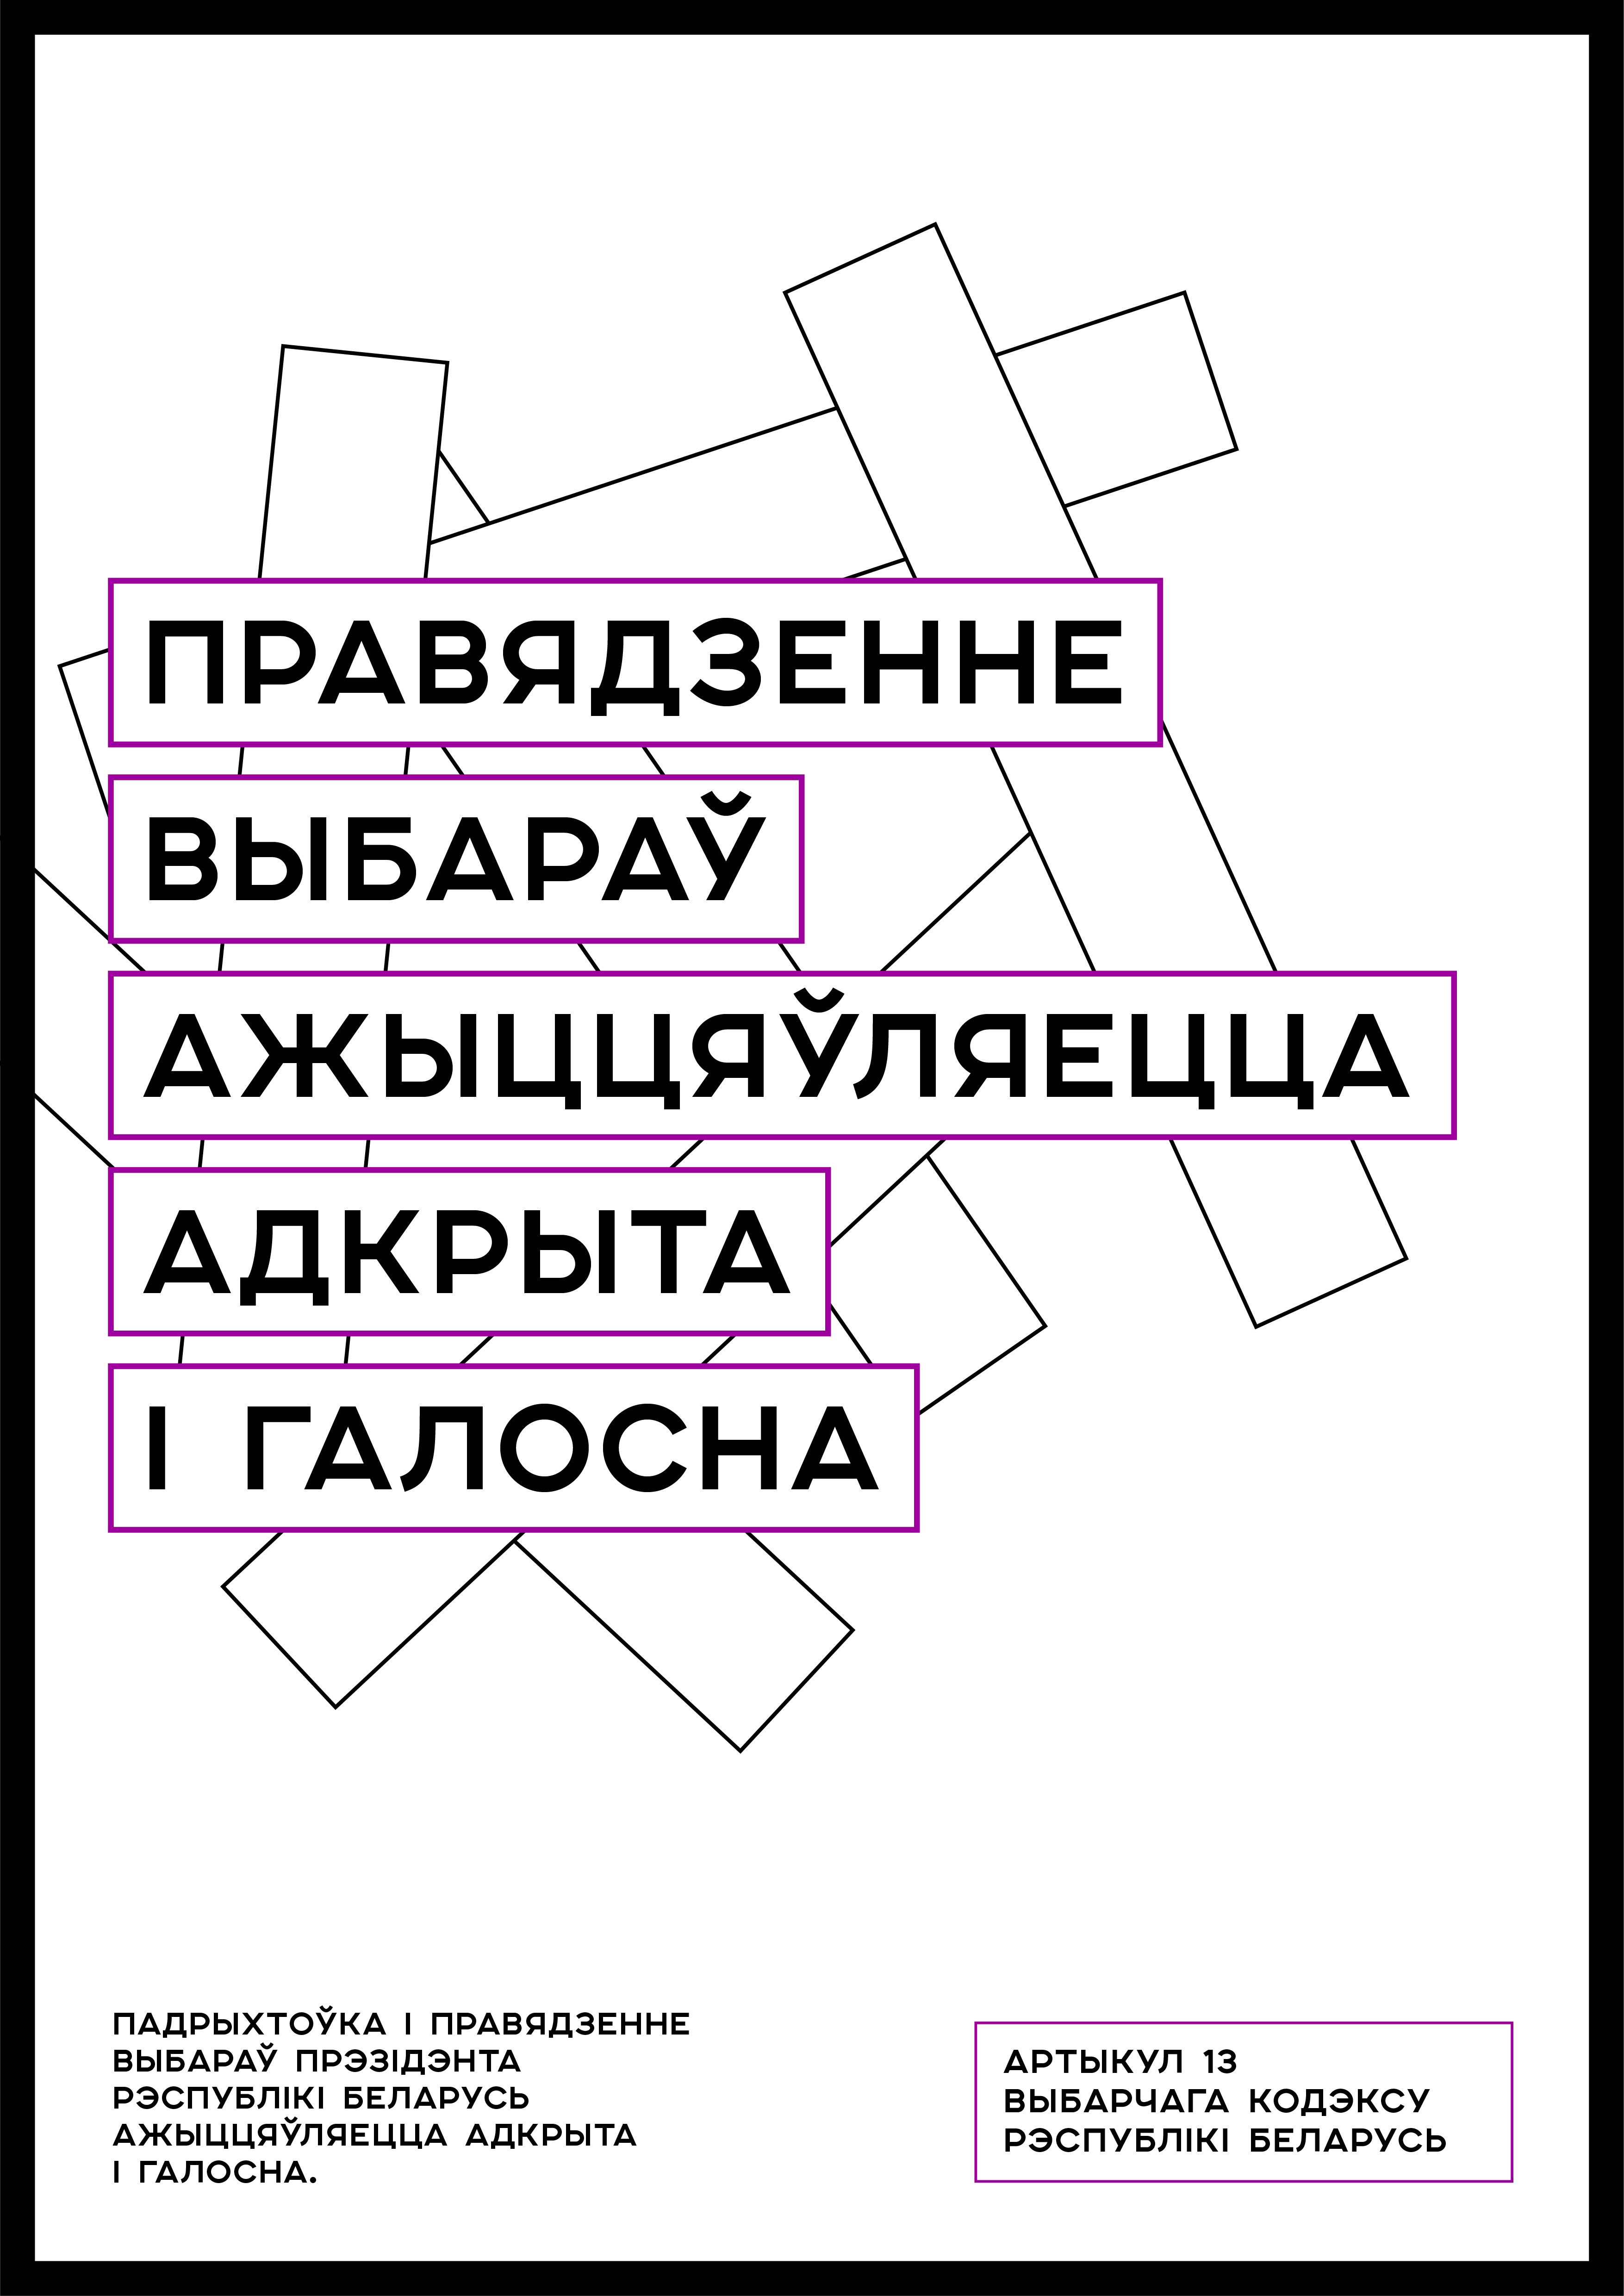 ПРАВЯДЗЕННЕ
ВЫБАРАЎ
АЖЫЦЦЯЎЛЯЕЦЦА
АДКРЫТА
І ГАЛОСНА
ПАДРЫХТОЎКА І ПРАВЯДЗЕННЕ
ВЫБАРАЎ ПРЭЗІДЭНТА
РЭСПУБЛІКІ БЕЛАРУСЬ
АЖЫЦЦЯЎЛЯЕЦЦА АДКРЫТА
І ГАЛОСНА.
АРТЫКУЛ 13
ВЫБАРЧАГА КОДЭКСУ
РЭСПУБЛІКІ БЕЛАРУСЬ